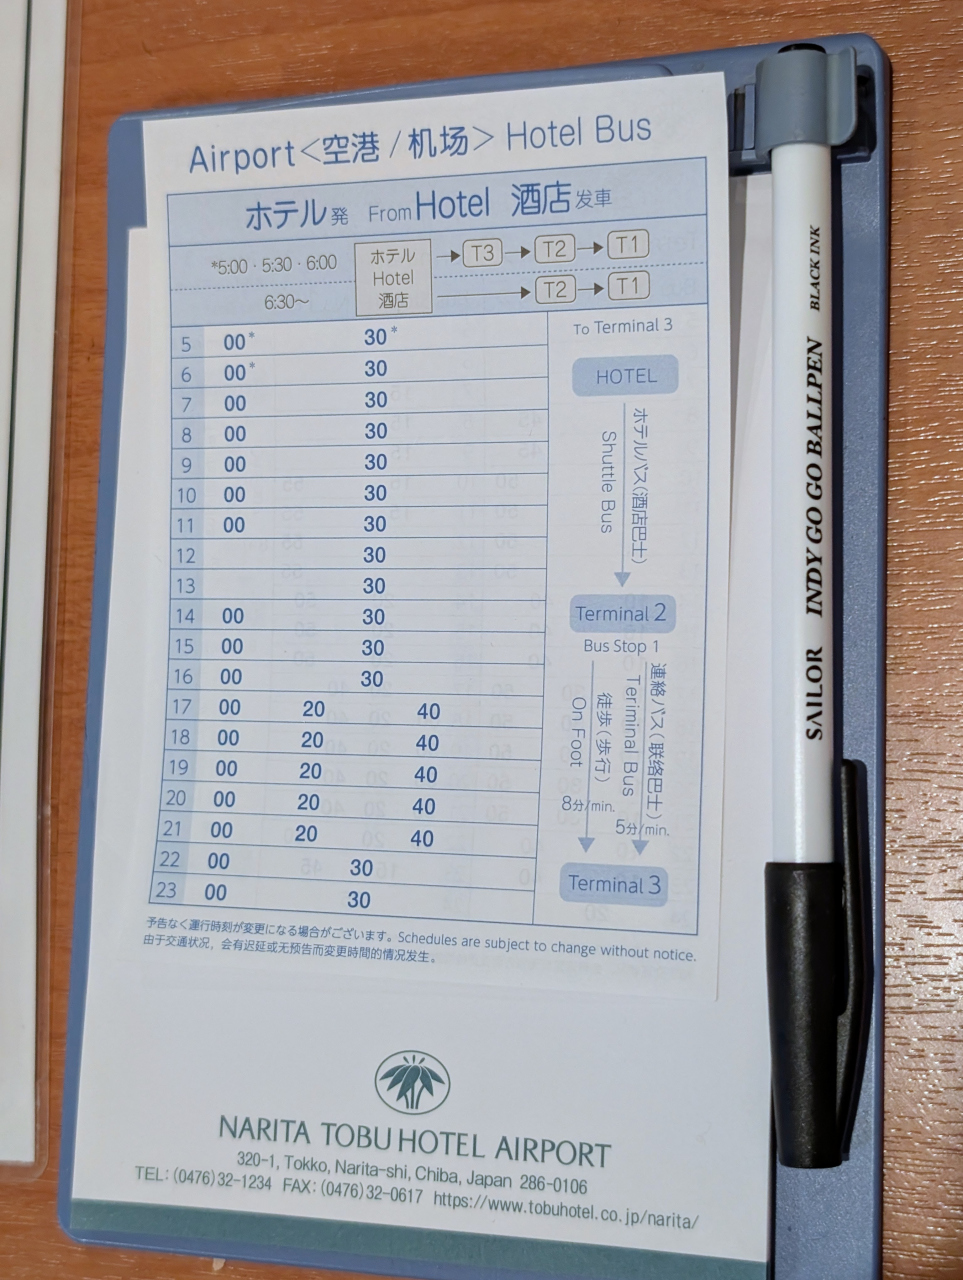 Airport<空港 / 机场> Hotel Bus
ホテル発 From Hotel 酒店发车
*5:00・5:30・6:00
ホテル
Hotel
酒店
T3 T2 T1
6:30~
T2 T1
5 00* 30*
6 00* 30
7 00 30
8 00 30
9 00 30
10 00 30
11 00 30
12 30
13 30
14 00 30
15 00 30
16 00 30
17 00 20 40
18 00 20 40
19 00 20 40
20 00 20 40
21 00 20 40
22 00 30
23 00 30
To Terminal 3
HOTEL
ホテルバス(酒店巴士)
Shuttle Bus
Terminal 2
Bus Stop 1
連絡バス(联络巴士)
Teriminal Bus
徒歩(歩行)
On Foot
8分/min.
5分/min.
Terminal 3
予告なく運行時刻が変更になる場合がございます。Schedules are subject to change without notice.
由于交通状况，会有迟延或无预告而变更時間的情况发生。
NARITA TOBU HOTEL AIRPORT
320-1, Tokko, Narita-shi, Chiba, Japan 286-0106
TEL:(0476)32-1234 FAX:(0476)32-0617 https://www.tobuhotel.co.jp/narita/
SAILOR INDY GO GO BALLPEN BLACK INK